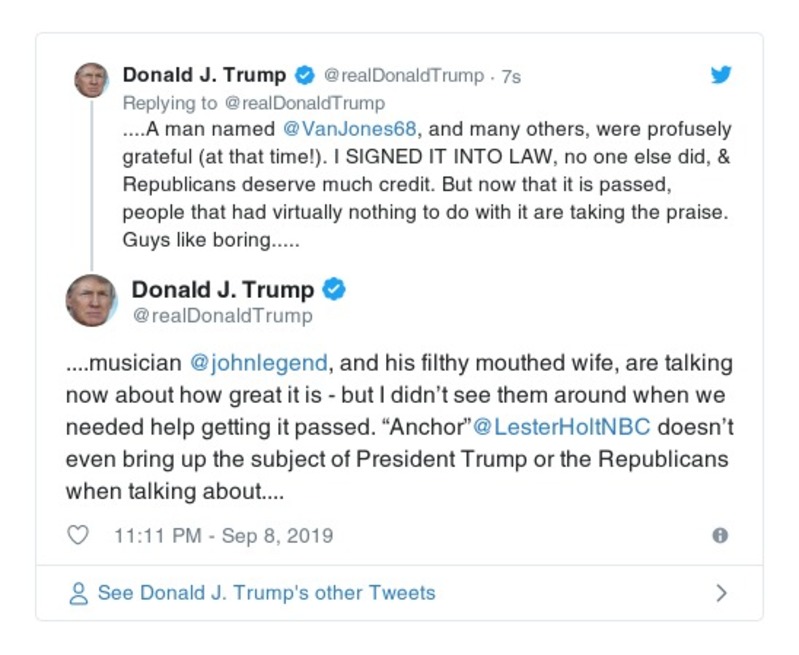 Donald J. Trump @realDonaldTrump · 7s
Replying to @realDonaldTrump
....A man named @VanJones68, and many others, were profusely
grateful (at that time!). I SIGNED IT INTO LAW, no one else did, &
Republicans deserve much credit. But now that it is passed,
people that had virtually nothing to do with it are taking the praise.
Guys like boring.....
Donald J. Trump
@realDonaldTrump
....musician @johnlegend, and his filthy mouthed wife, are talking
now about how great it is - but I didn’t see them around when we
needed help getting it passed. “Anchor”@LesterHoltNBC doesn’t
even bring up the subject of President Trump or the Republicans
when talking about....
11:11 PM - Sep 8, 2019
See Donald J. Trump's other Tweets